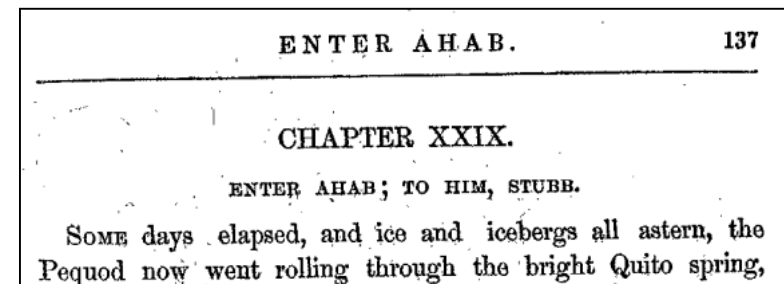 ENTER AHAB. 137
CHAPTER XXIX.
ENTER AHAB; TO HIM, STUBB.
SOME days elapsed, and ice and icebergs all astern, the
Pequod now went rolling through the bright Quito spring,